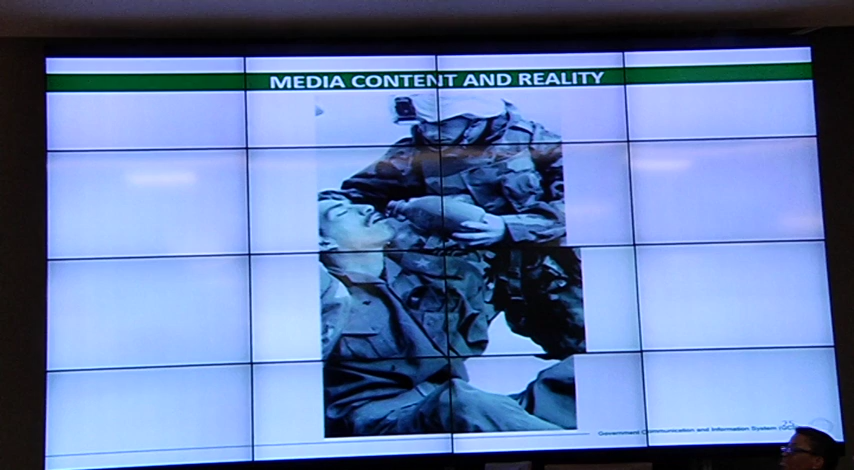 MEDIA CONTENT AND REALITY
Government Communication and Information System